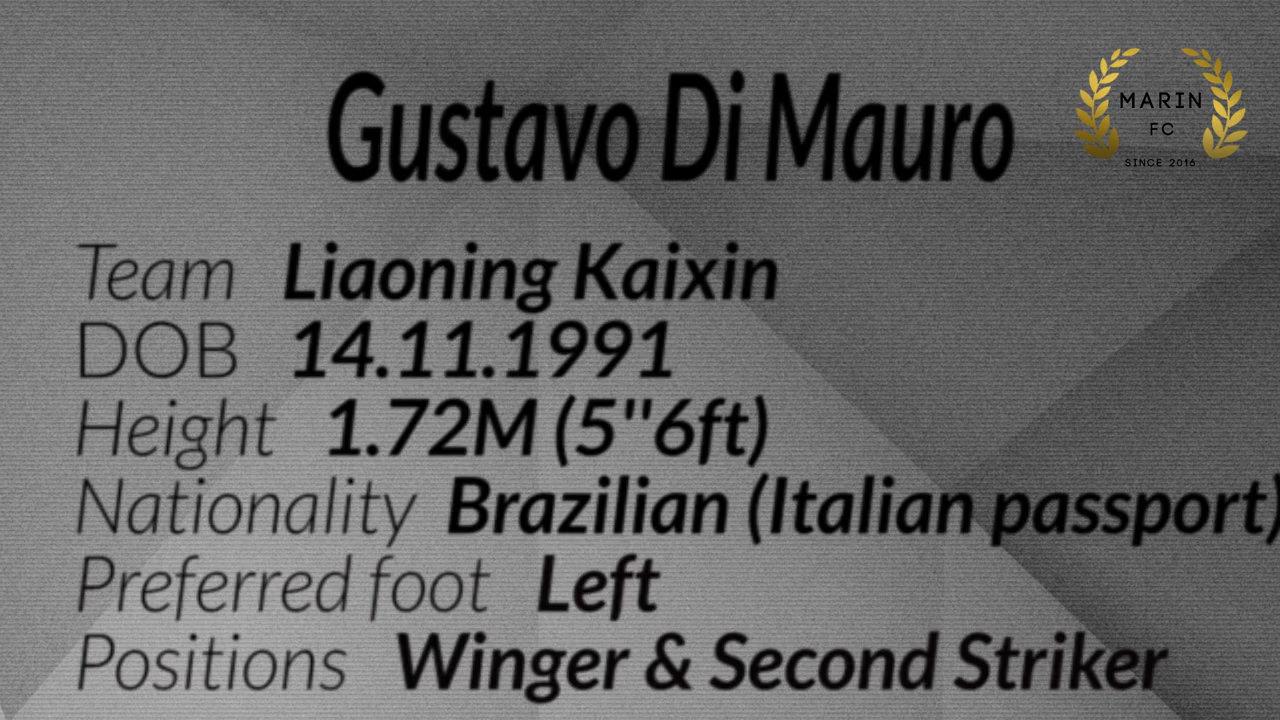 Gustavo Di Mauro
MARIN
FC
SINCE 2016
Team Liaoning Kaixin
DOB 14.11.1991
Height 1.72M (5"6ft)
Nationality Brazilian (Italian passport)
Preferred foot Left
Positions Winger & Second Striker